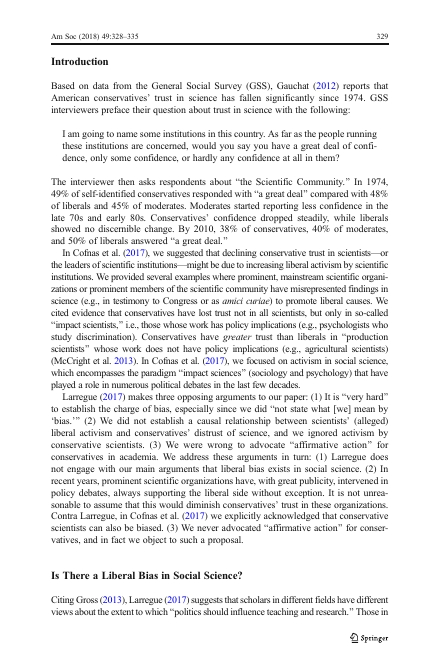 Am Soc (2018) 49:328–335 329
Introduction
Based on data from the General Social Survey (GSS), Gauchat (2012) reports that
American conservatives' trust in science has fallen significantly since 1974. GSS
interviewers preface their question about trust in science with the following:
I am going to name some institutions in this country. As far as the people running
these institutions are concerned, would you say you have a great deal of confi-
dence, only some confidence, or hardly any confidence at all in them?
The interviewer then asks respondents about “the Scientific Community.” In 1974,
49% of self-identified conservatives responded with “a great deal” compared with 48%
of liberals and 45% of moderates. Moderates started reporting less confidence in the
late 70s and early 80s. Conservatives' confidence dropped steadily, while liberals
showed no discernible change. By 2010, 38% of conservatives, 40% of moderates,
and 50% of liberals answered “a great deal.”
In Cofnas et al. (2017), we suggested that declining conservative trust in scientists—or
the leaders of scientific institutions—might be due to increasing liberal activism by scientific
institutions. We provided several examples where prominent, mainstream scientific organi-
zations or prominent members of the scientific community have misrepresented findings in
science (e.g., in testimony to Congress or as amici curiae) to promote liberal causes. We
cited evidence that conservatives have lost trust not in all scientists, but only in so-called
“impact scientists,” i.e., those whose work has policy implications (e.g., psychologists who
study discrimination). Conservatives have greater trust than liberals in “production
scientists” whose work does not have policy implications (e.g., agricultural scientists)
(McCright et al. 2013). In Cofnas et al. (2017), we focused on activism in social science,
which encompasses the paradigm “impact sciences” (sociology and psychology) that have
played a role in numerous political debates in the last few decades.
Larregue (2017) makes three opposing arguments to our paper: (1) It is “very hard”
to establish the charge of bias, especially since we did “not state what [we] mean by
‘bias.’” (2) We did not establish a causal relationship between scientists' (alleged)
liberal activism and conservatives' distrust of science, and we ignored activism by
conservative scientists. (3) We were wrong to advocate “affirmative action” for
conservatives in academia. We address these arguments in turn: (1) Larregue does
not engage with our main arguments that liberal bias exists in social science. (2) In
recent years, prominent scientific organizations have, with great publicity, intervened in
policy debates, always supporting the liberal side without exception. It is not unrea-
sonable to assume that this would diminish conservatives' trust in these organizations.
Contra Larregue, in Cofnas et al. (2017) we explicitly acknowledged that conservative
scientists can also be biased. (3) We never advocated “affirmative action” for conser-
vatives, and in fact we object to such a proposal.
Is There a Liberal Bias in Social Science?
Citing Gross (2013), Larregue (2017) suggests that scholars in different fields have different
views about the extent to which “politics should influence teaching and research.” Those in
Springer